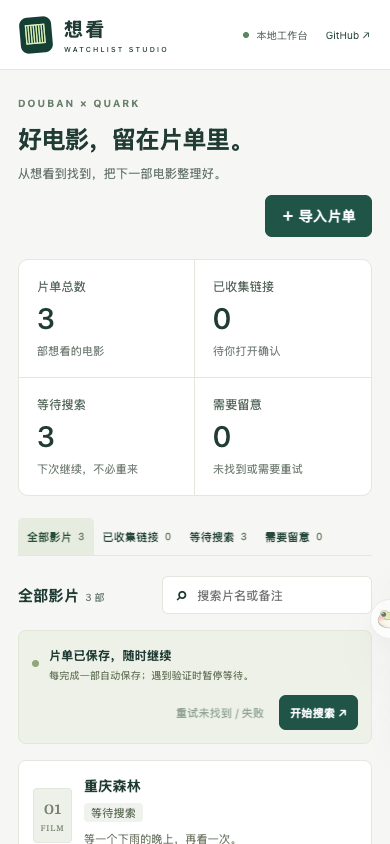 想看
WATCHLIST STUDIO
本地工作台
GitHub ↗
DOUBAN × QUARK
好电影，留在片单里。
从想看到找到，把下一部电影整理好。
+ 导入片单
片单总数
3
部想看的电影
已收集链接
0
待你打开确认
等待搜索
3
下次继续，不必重来
需要留意
0
未找到或需要重试
全部影片 3 已收集链接 0 等待搜索 3 需要留意 0
全部影片 3 部
搜索片名或备注
片单已保存，随时继续
每完成一部自动保存；遇到验证时暂停等待。
重试未找到 / 失败
开始搜索 ↗
01
FILM
重庆森林
等待搜索
等一个下雨的晚上，再看一次。